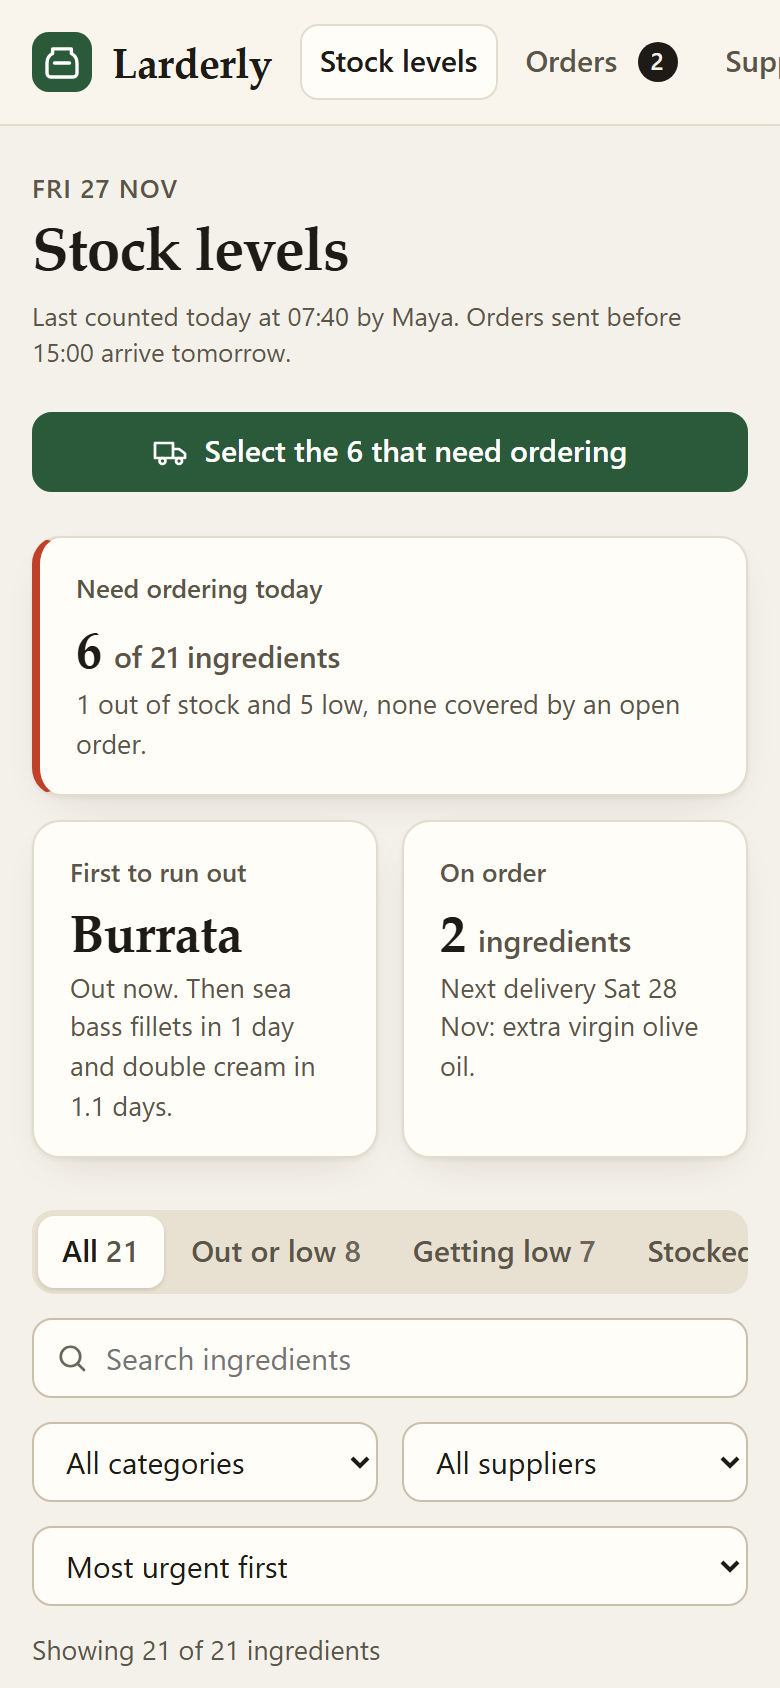 Larderly
Stock levels
Orders 2
Supp
FRI 27 NOV
Stock levels
Last counted today at 07:40 by Maya. Orders sent before
15:00 arrive tomorrow.
Select the 6 that need ordering
Need ordering today
6 of 21 ingredients
1 out of stock and 5 low, none covered by an open
order.
First to run out
Burrata
Out now. Then sea
bass fillets in 1 day
and double cream in
1.1 days.
On order
2 ingredients
Next delivery Sat 28
Nov: extra virgin olive
oil.
All 21
Out or low 8
Getting low 7
Stocked
Search ingredients
All categories
All suppliers
Most urgent first
Showing 21 of 21 ingredients